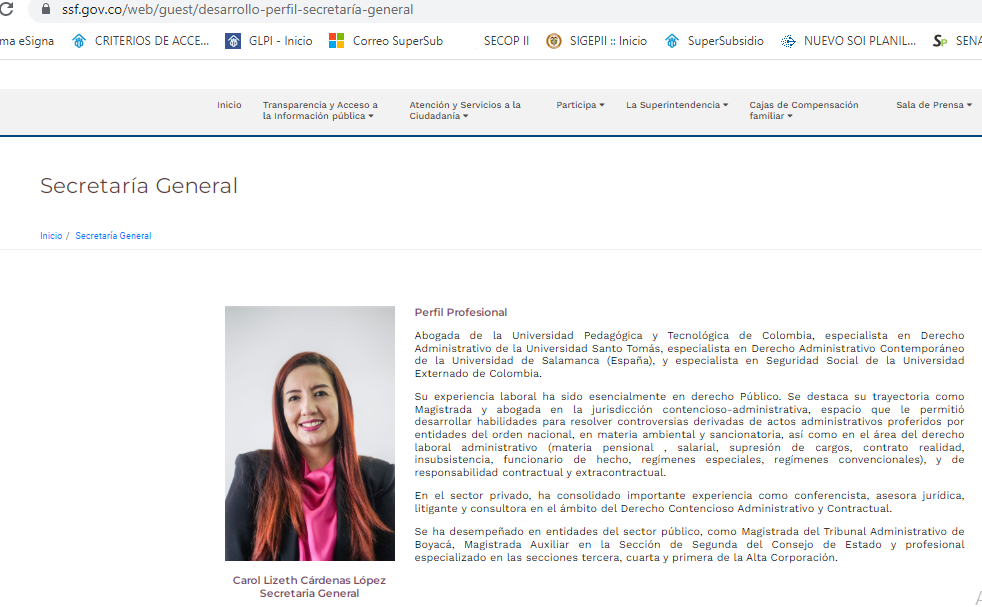 ssf.gov.co/web/guest/desarrollo-perfil-secretaría-general
ma eSigna CRITERIOS DE ACCE... GLPI - Inicio Correo SuperSub SECOP II SIGEPII :: Inicio SuperSubsidio NUEVO SOI PLANIL... Sp SENA
Inicio Transparencia y Acceso a Atención y Servicios a la Participa La Superintendencia Cajas de Compensación Sala de Prensa
la Información pública Ciudadanía familiar
Secretaría General
Inicio / Secretaría General
Perfil Profesional
Abogada de la Universidad Pedagógica y Tecnológica de Colombia, especialista en Derecho
Administrativo de la Universidad Santo Tomás, especialista en Derecho Administrativo Contemporáneo
de la Universidad de Salamanca (España), y especialista en Seguridad Social de la Universidad
Externado de Colombia.
Su experiencia laboral ha sido esencialmente en derecho Público. Se destaca su trayectoria como
Magistrada y abogada en la jurisdicción contencioso-administrativa, espacio que le permitió
desarrollar habilidades para resolver controversias derivadas de actos administrativos proferidos por
entidades del orden nacional, en materia ambiental y sancionatoria, así como en el área del derecho
laboral administrativo (materia pensional , salarial, supresión de cargos, contrato realidad,
insubsistencia, funcionario de hecho, regímenes especiales, regímenes convencionales), y de
responsabilidad contractual y extracontractual.
En el sector privado, ha consolidado importante experiencia como conferencista, asesora jurídica,
litigante y consultora en el ámbito del Derecho Contencioso Administrativo y Contractual.
Se ha desempeñado en entidades del sector público, como Magistrada del Tribunal Administrativo de
Boyacá, Magistrada Auxiliar en la Sección de Segunda del Consejo de Estado y profesional
especializado en las secciones tercera, cuarta y primera de la Alta Corporación.
Carol Lizeth Cárdenas López
Secretaria General